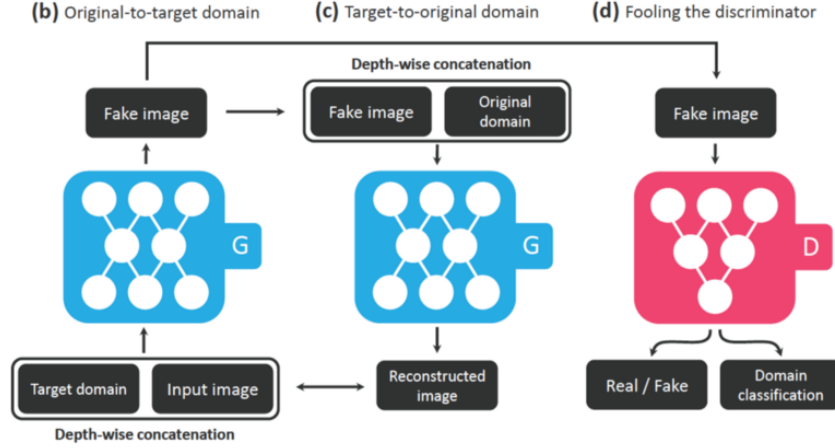 (b) Original-to-target domain
(c) Target-to-original domain
(d) Fooling the discriminator
Depth-wise concatenation
Fake image
Fake image
Original
domain
Fake image
G
G
D
Target domain
Input image
Reconstructed
image
Real / Fake
Domain
classification
Depth-wise concatenation